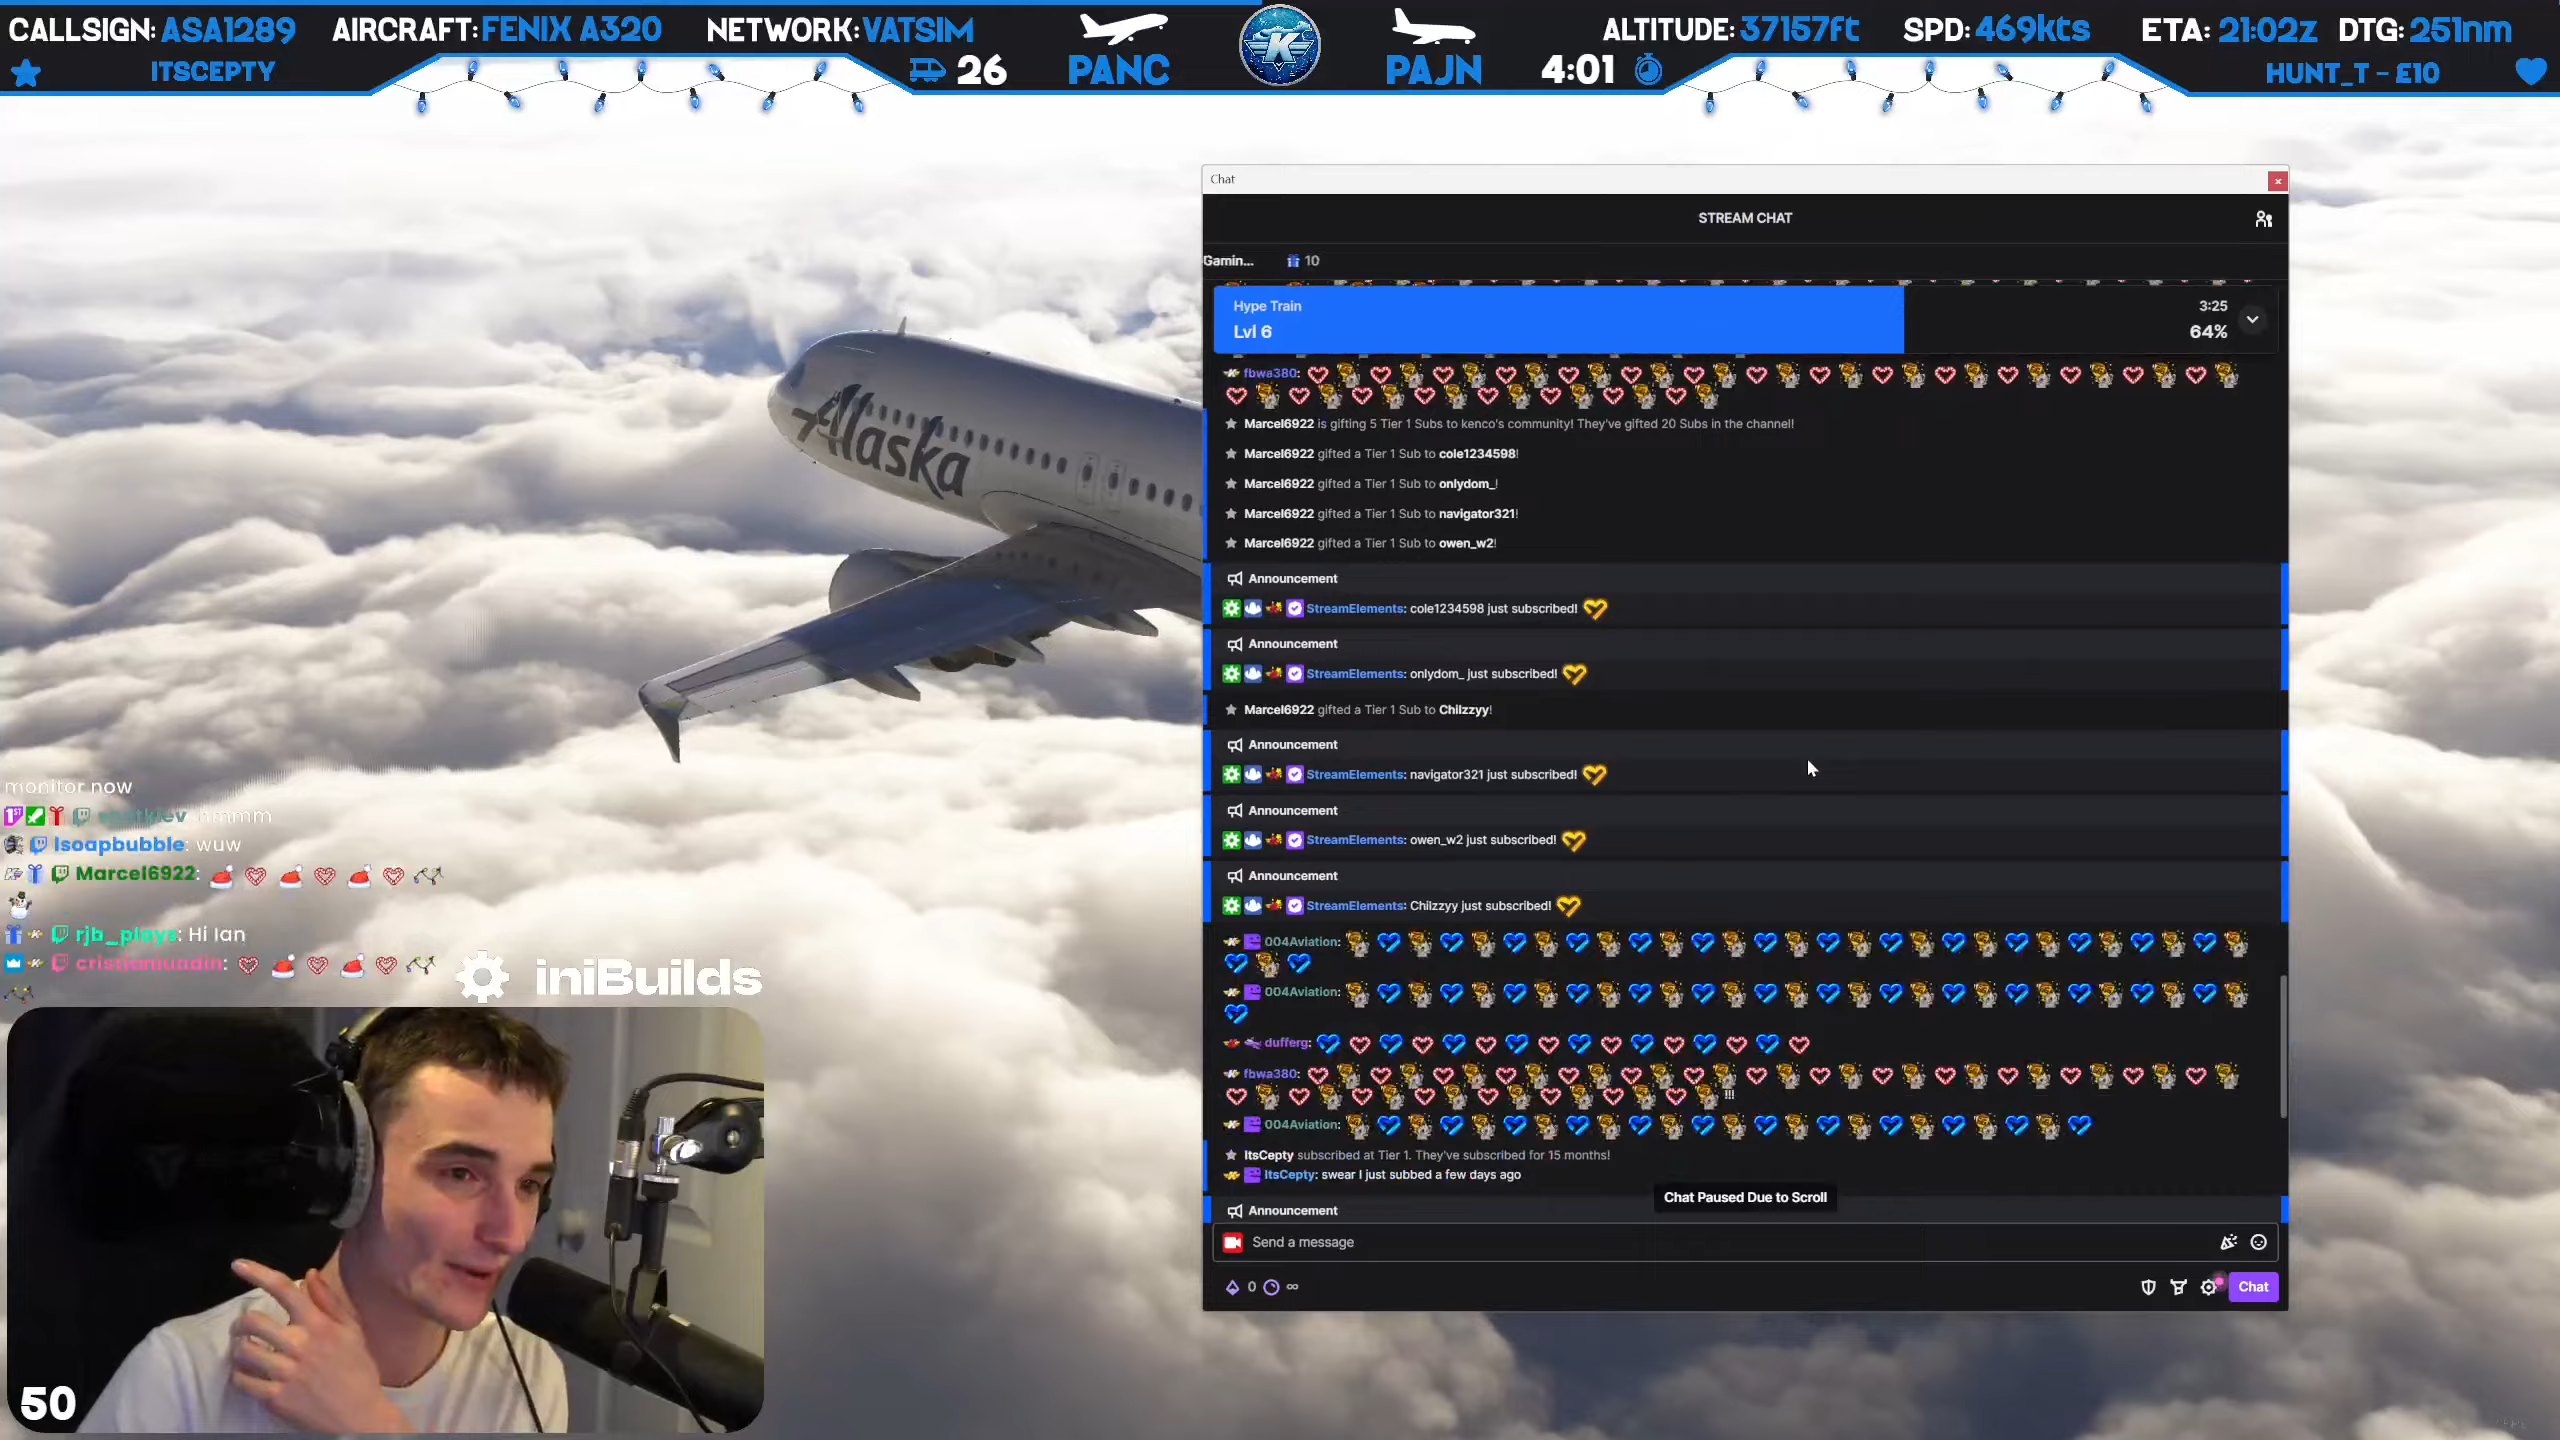 CALLSIGN: ASA1289 AIRCRAFT: FENIX A320 NETWORK: VATSIM
ALTITUDE: 37157ft SPD: 469kts ETA: 21:02z DTG: 251nm
ITSCEPTY
26 PANC PAJN 4:01
HUNT_T - £10
Alaska
Chat
STREAM CHAT
Gamin... 10
Hype Train 3:25
Lvl 6 64%
fbwa380:
Marcel6922 is gifting 5 Tier 1 Subs to kenco's community! They've gifted 20 Subs in the channel!
Marcel6922 gifted a Tier 1 Sub to cole1234598!
Marcel6922 gifted a Tier 1 Sub to onlydom_!
Marcel6922 gifted a Tier 1 Sub to navigator321!
Marcel6922 gifted a Tier 1 Sub to owen_w2!
Announcement
StreamElements: cole1234598 just subscribed!
Announcement
StreamElements: onlydom_ just subscribed!
Marcel6922 gifted a Tier 1 Sub to Chilzzyy!
Announcement
StreamElements: navigator321 just subscribed!
Announcement
StreamElements: owen_w2 just subscribed!
Announcement
StreamElements: Chilzzyy just subscribed!
004Aviation:
004Aviation:
dufferg:
fbwa380:
!!!
004Aviation:
ItsCepty subscribed at Tier 1. They've subscribed for 15 months!
ItsCepty: swear I just subbed a few days ago
Chat Paused Due to Scroll
Announcement
Send a message
0 ∞
Chat
monitor now
hmmm
lsoapbubble: wuw
Marcel6922:
rjb_plays: Hi Ian
iniBuilds
50